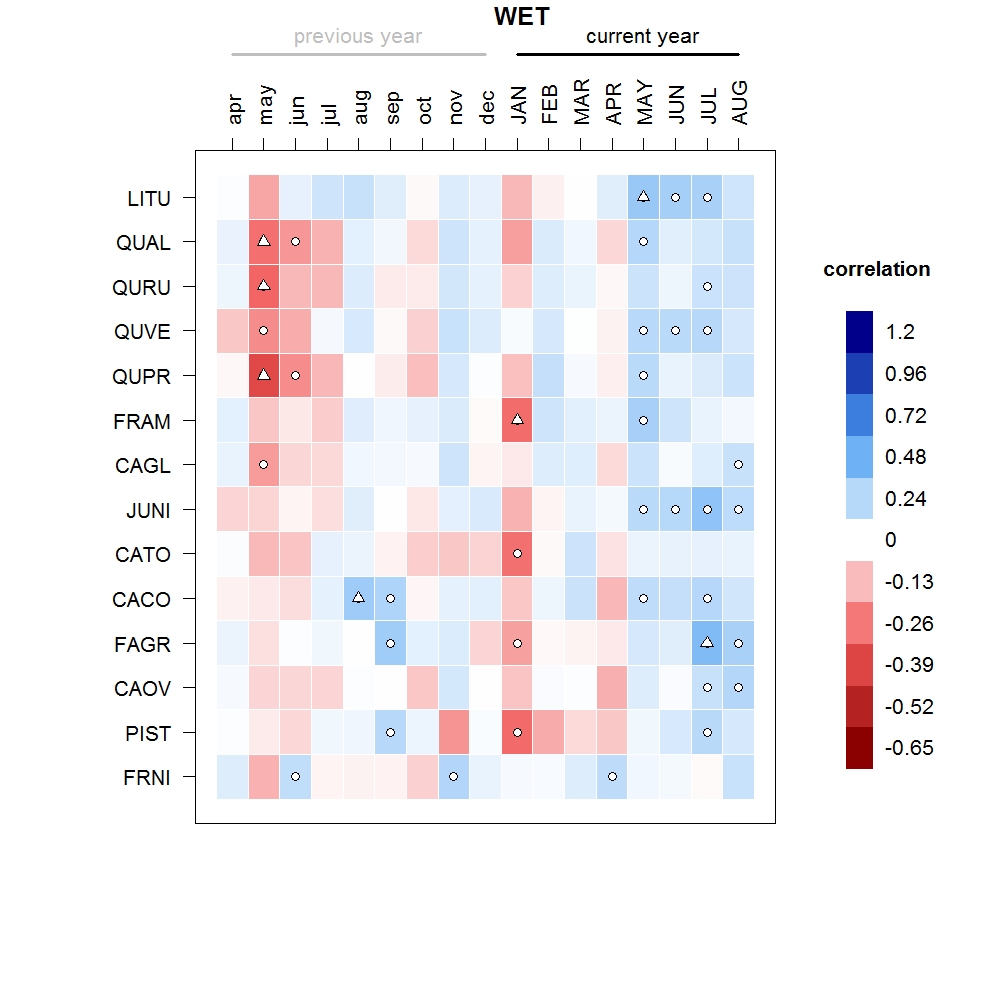 WET
previous year current year
apr may jun jul aug sep oct nov dec JAN FEB MAR APR MAY JUN JUL AUG
LITU
QUAL
QURU
QUVE
QUPR
FRAM
CAGL
JUNI
CATO
CACO
FAGR
CAOV
PIST
FRNI
correlation
1.2
0.96
0.72
0.48
0.24
0
-0.13
-0.26
-0.39
-0.52
-0.65